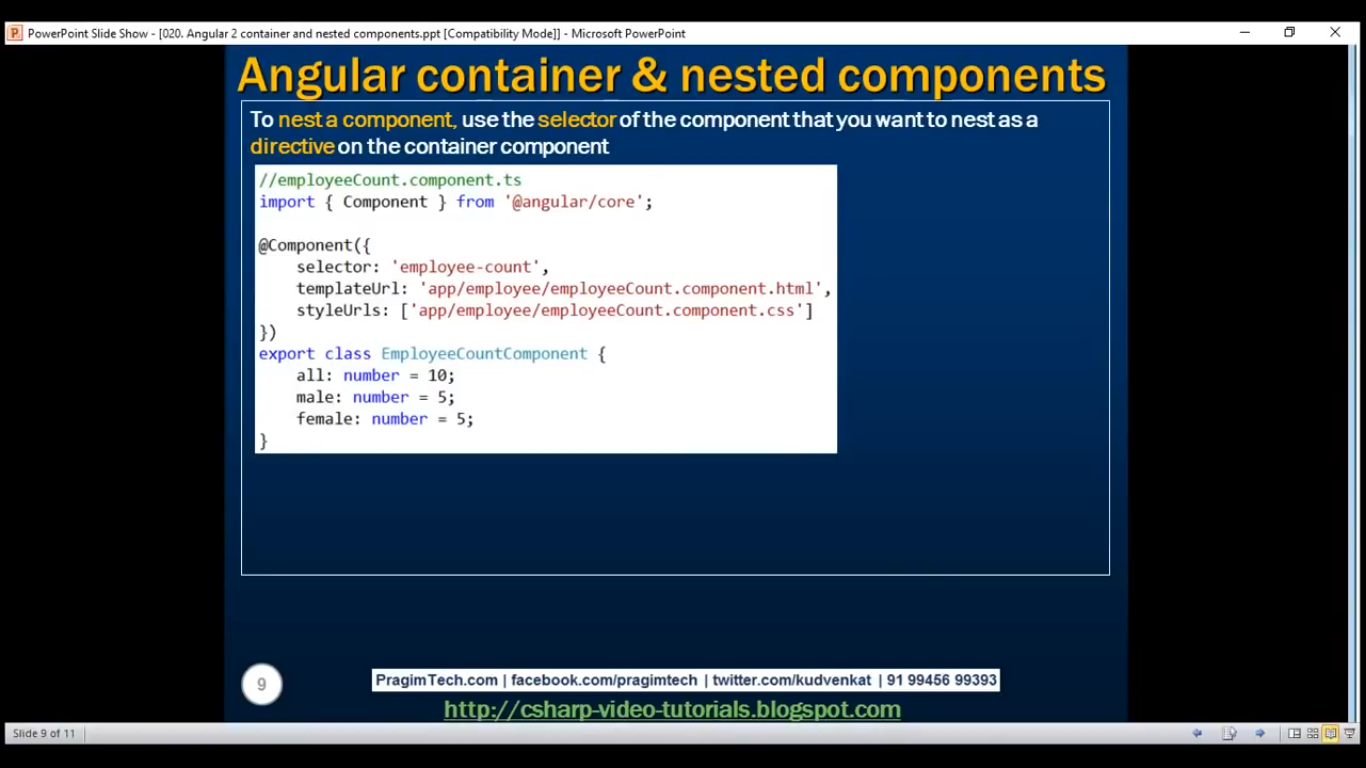 PowerPoint Slide Show - [020. Angular 2 container and nested components.ppt [Compatibility Mode]] - Microsoft PowerPoint
Angular container & nested components
To nest a component, use the selector of the component that you want to nest as a
directive on the container component
//employeeCount.component.ts
import { Component } from '@angular/core';
@Component({
selector: 'employee-count',
templateUrl: 'app/employee/employeeCount.component.html',
styleUrls: ['app/employee/employeeCount.component.css']
})
export class EmployeeCountComponent {
all: number = 10;
male: number = 5;
female: number = 5;
}
9
PragimTech.com | facebook.com/pragimtech | twitter.com/kudvenkat | 91 99456 99393
http://csharp-video-tutorials.blogspot.com
Slide 9 of 11